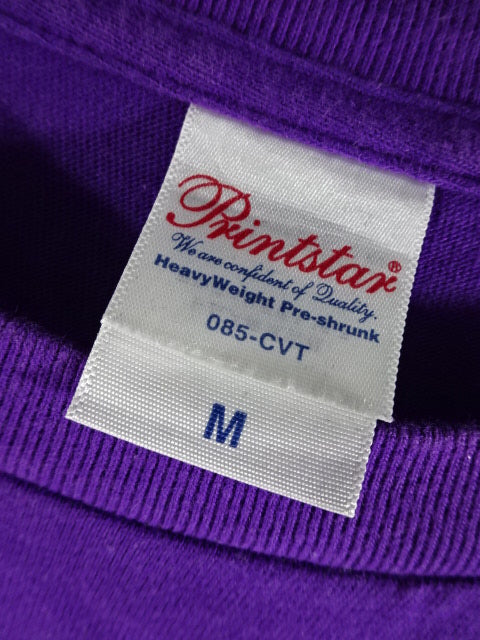 Printstar®
We are confident of Quality.
HeavyWeight Pre-shrunk
085-CVT
M